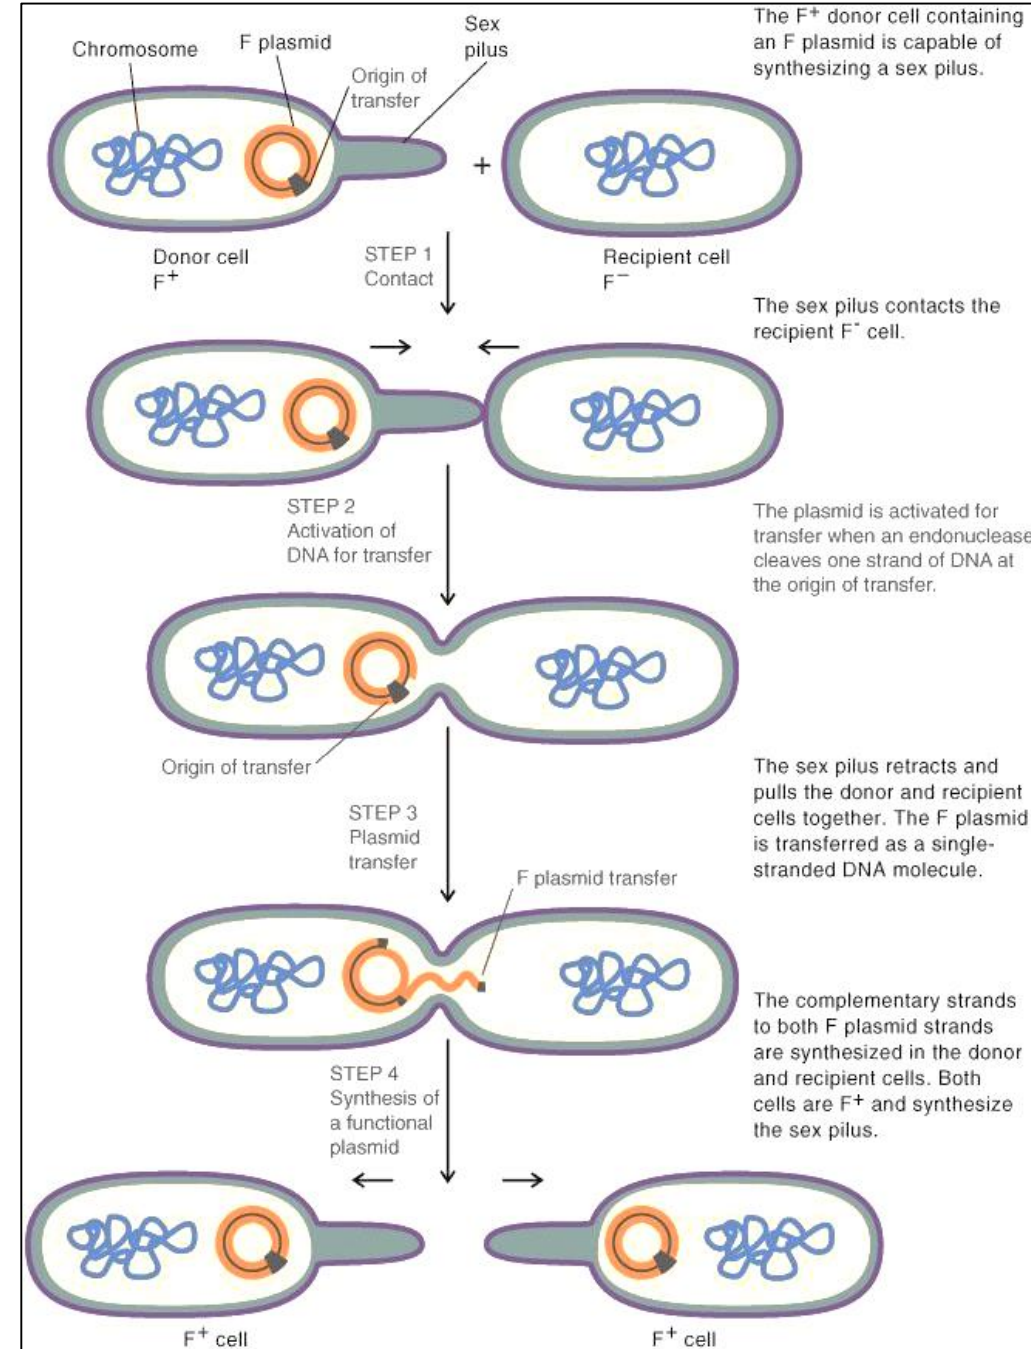 Chromosome
F plasmid
Sex
pilus
Origin of
transfer
The F+ donor cell containing
an F plasmid is capable of
synthesizing a sex pilus.
+
Donor cell
F+
STEP 1
Contact
Recipient cell
F−
The sex pilus contacts the
recipient F- cell.
STEP 2
Activation of
DNA for transfer
The plasmid is activated for
transfer when an endonuclease
cleaves one strand of DNA at
the origin of transfer.
Origin of transfer
STEP 3
Plasmid
transfer
The sex pilus retracts and
pulls the donor and recipient
cells together. The F plasmid
is transferred as a single-
stranded DNA molecule.
F plasmid transfer
STEP 4
Synthesis of
a functional
plasmid
The complementary strands
to both F plasmid strands
are synthesized in the donor
and recipient cells. Both
cells are F+ and synthesize
the sex pilus.
F+ cell
F+ cell